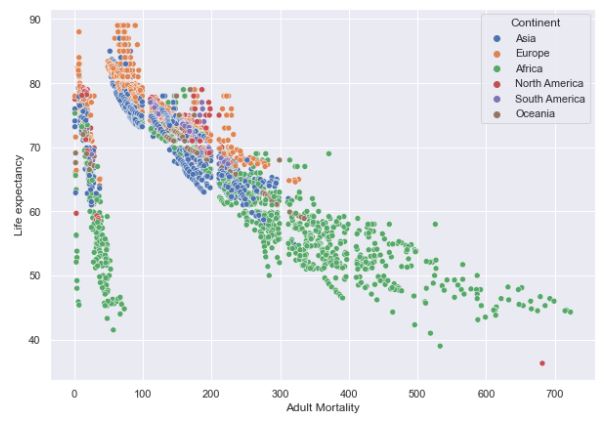 90
80
70
60
50
40
Life expectancy
0
100
200
300
400
500
600
700
Adult Mortality
Continent
Asia
Europe
Africa
North America
South America
Oceania